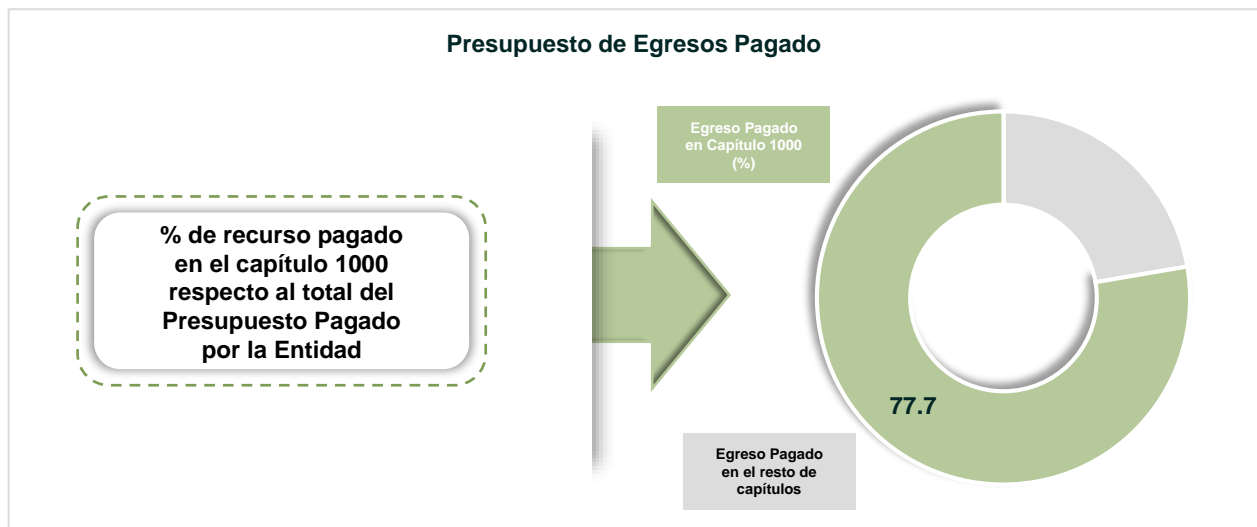 Presupuesto de Egresos Pagado
Egreso Pagado
en Capítulo 1000
(%)
% de recurso pagado
en el capítulo 1000
respecto al total del
Presupuesto Pagado
por la Entidad
77.7
Egreso Pagado
en el resto de
capítulos